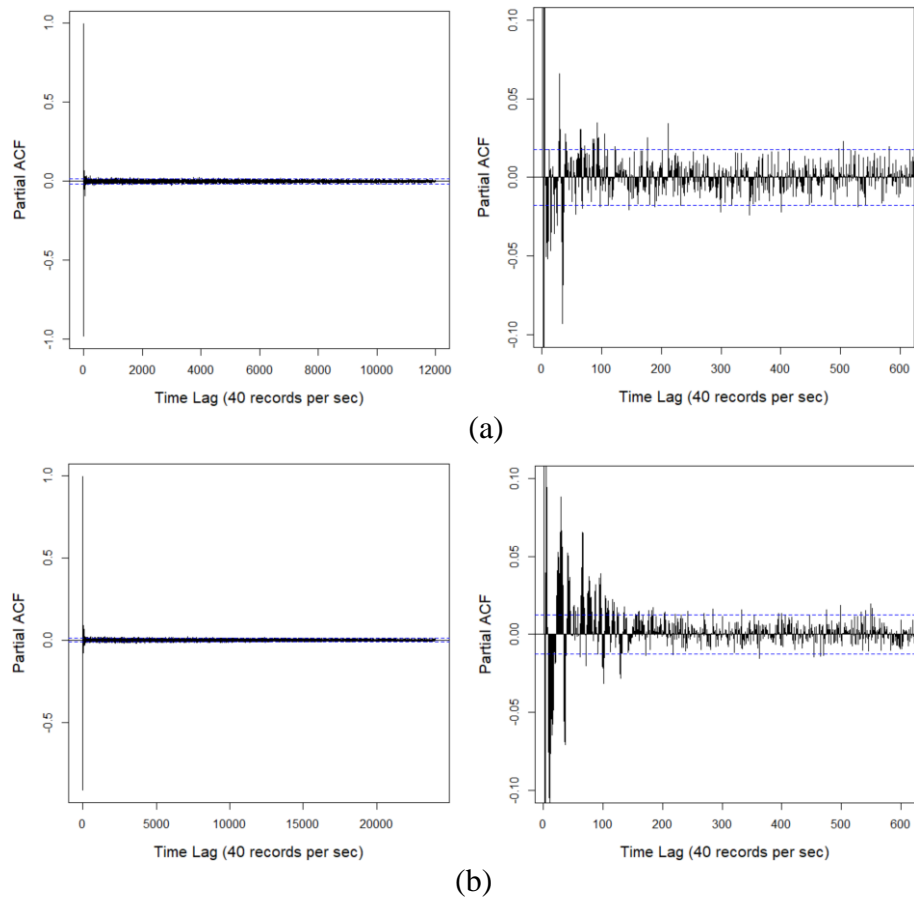 1.0
0.5
0.0
-0.5
-1.0
Partial ACF
0 2000 4000 6000 8000 10000 12000
Time Lag (40 records per sec)
0.10
0.05
0.00
-0.05
-0.10
Partial ACF
0 100 200 300 400 500 600
Time Lag (40 records per sec)
(a)
1.0
0.5
0.0
-0.5
Partial ACF
0 5000 10000 15000 20000
Time Lag (40 records per sec)
0.10
0.05
0.00
-0.05
-0.10
Partial ACF
0 100 200 300 400 500 600
Time Lag (40 records per sec)
(b)